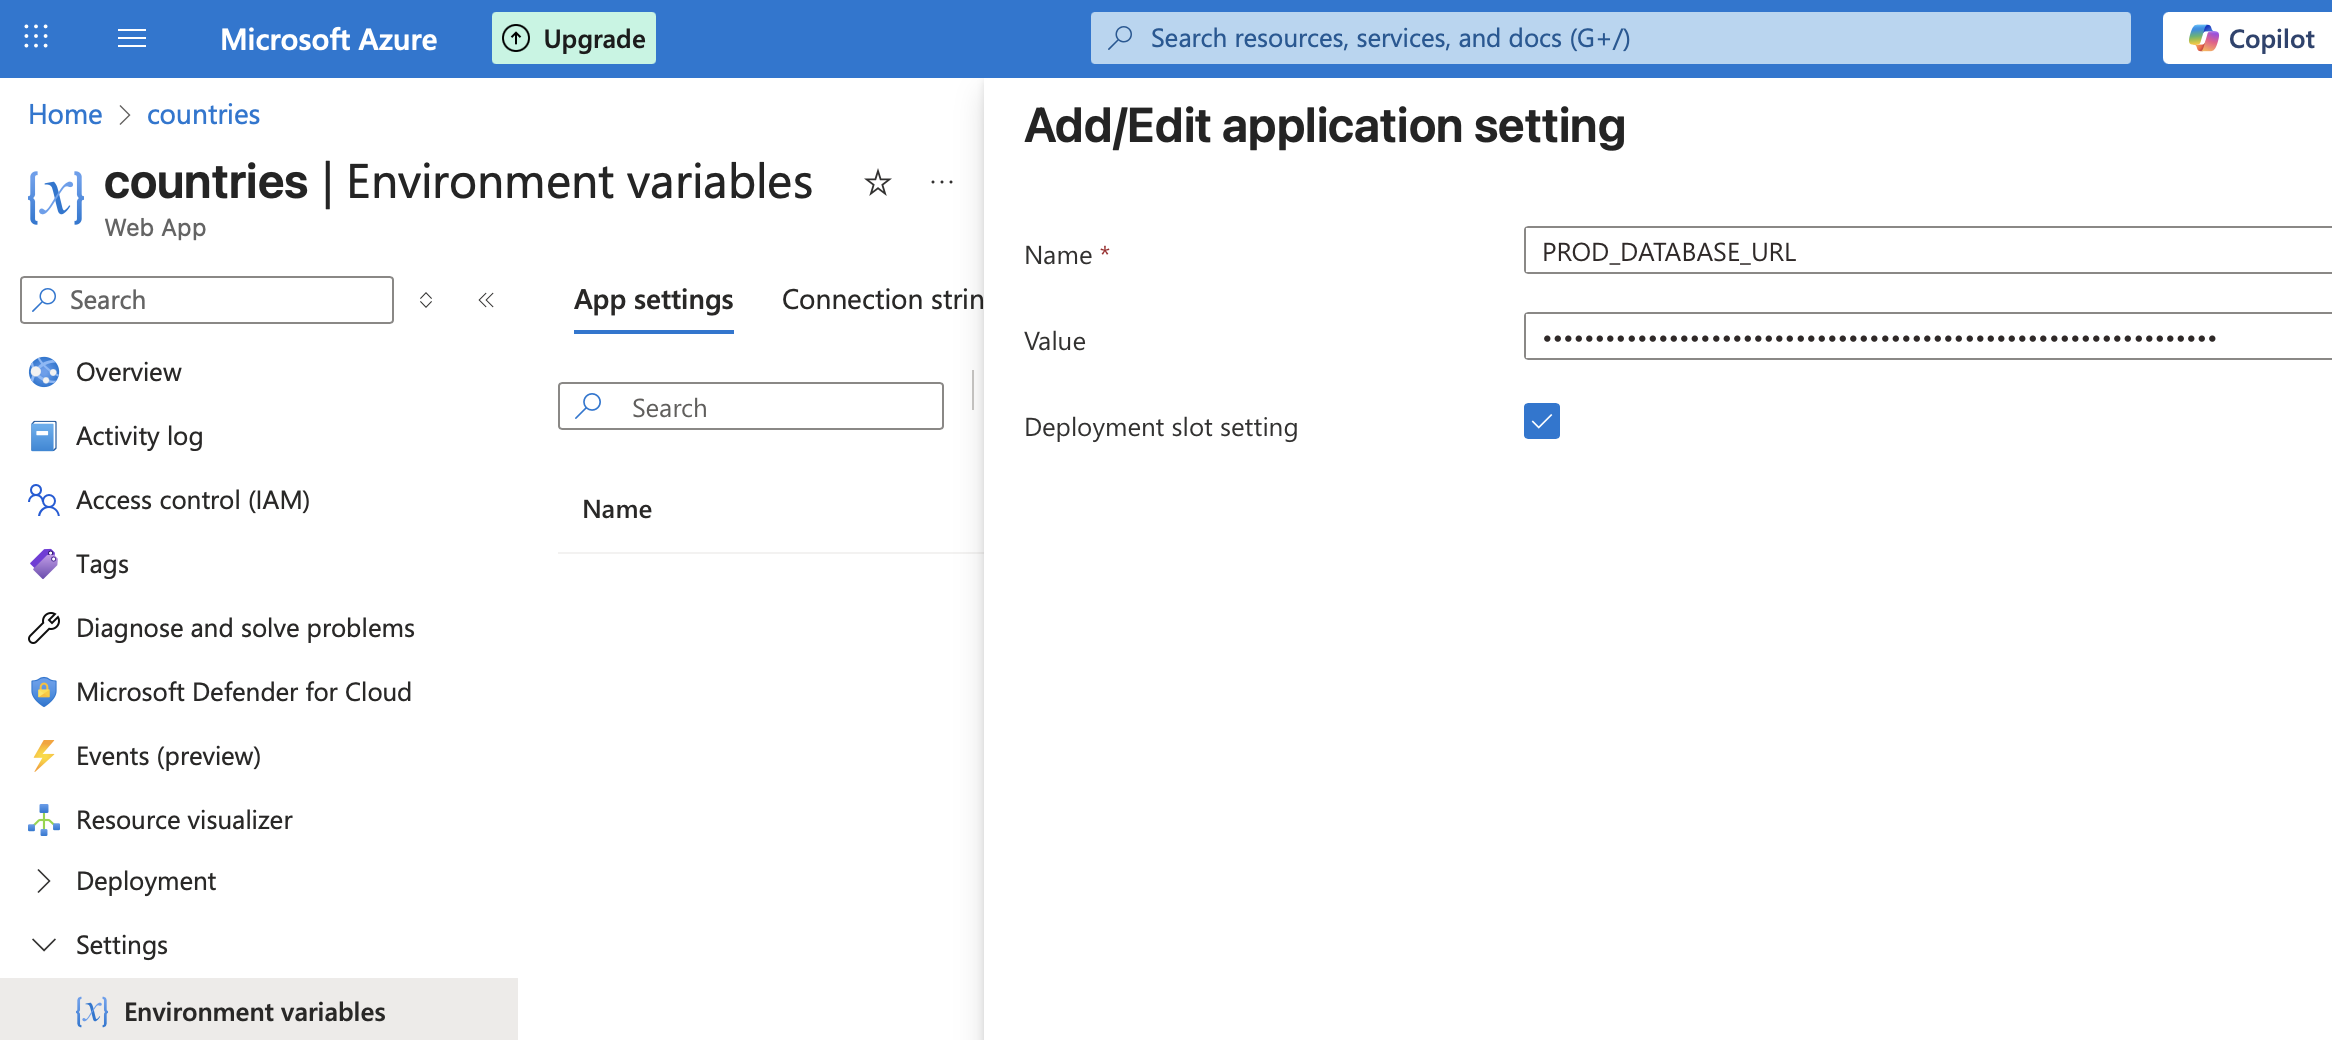 Microsoft Azure
Upgrade
Search resources, services, and docs (G+/)
Copilot
Home > countries
countries | Environment variables
Web App
Search
Overview
Activity log
Access control (IAM)
Tags
Diagnose and solve problems
Microsoft Defender for Cloud
Events (preview)
Resource visualizer
Deployment
Settings
Environment variables
App settings
Connection strin
Search
Name
Add/Edit application setting
Name *
PROD_DATABASE_URL
Value
Deployment slot setting